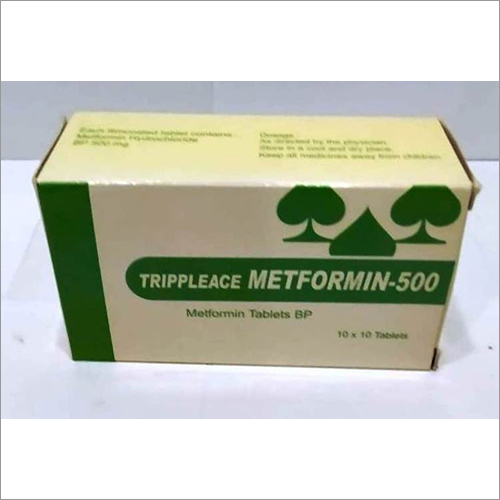 Each filmcoated tablet contains:
Metformin Hydrochloride
BP 500 mg
Dosage:
As directed by the physician.
Store in a cool and dry place.
Keep all medicines away from children.
TRIPPLEACE METFORMIN-500
Metformin Tablets BP
10 x 10 Tablets